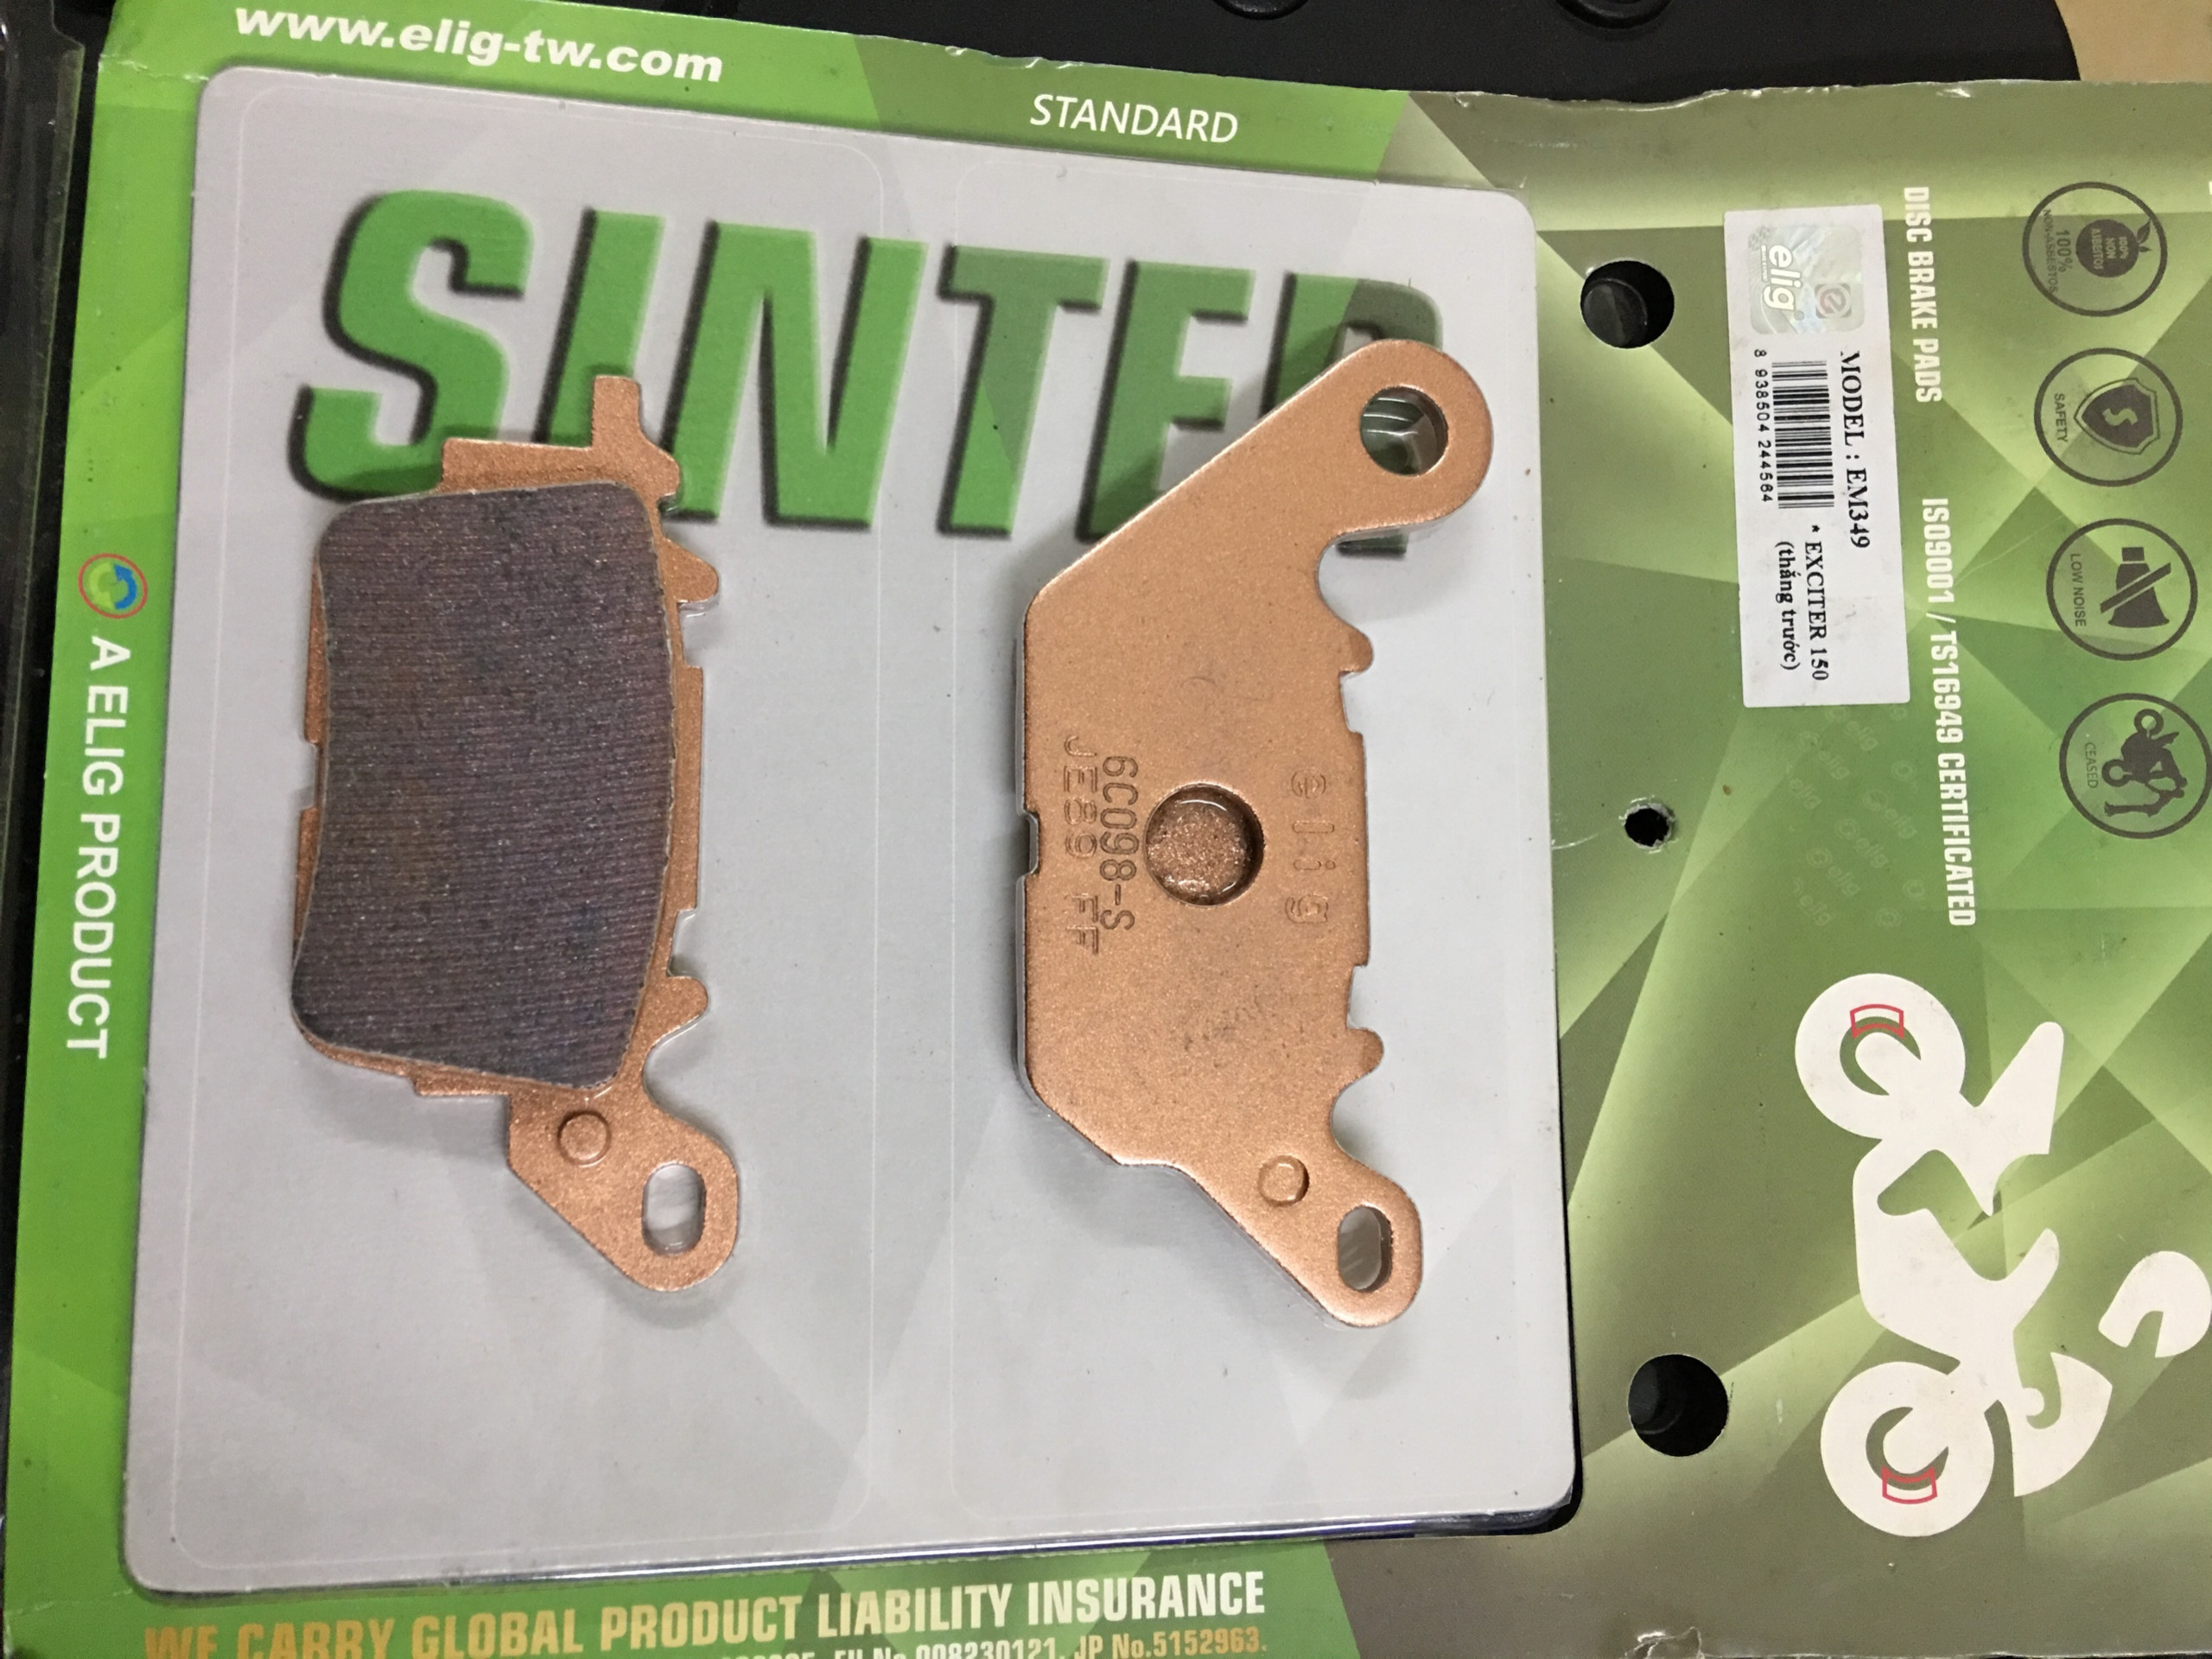 www.elig-tw.com
STANDARD
SINTER
A ELIG PRODUCT
elig
6C098-S
JE89 FF
elig
MODEL : EM349
8 938504 244564
* EXCITER 150
(thắng trước)
DISC BRAKE PADS
ISO9001 / TS16949 CERTIFICATED
100%
NON-ASBESTOS
SAFETY
LOW NOISE
CEASED
WE CARRY GLOBAL PRODUCT LIABILITY INSURANCE
EU No.008230121, JP No.5152963.